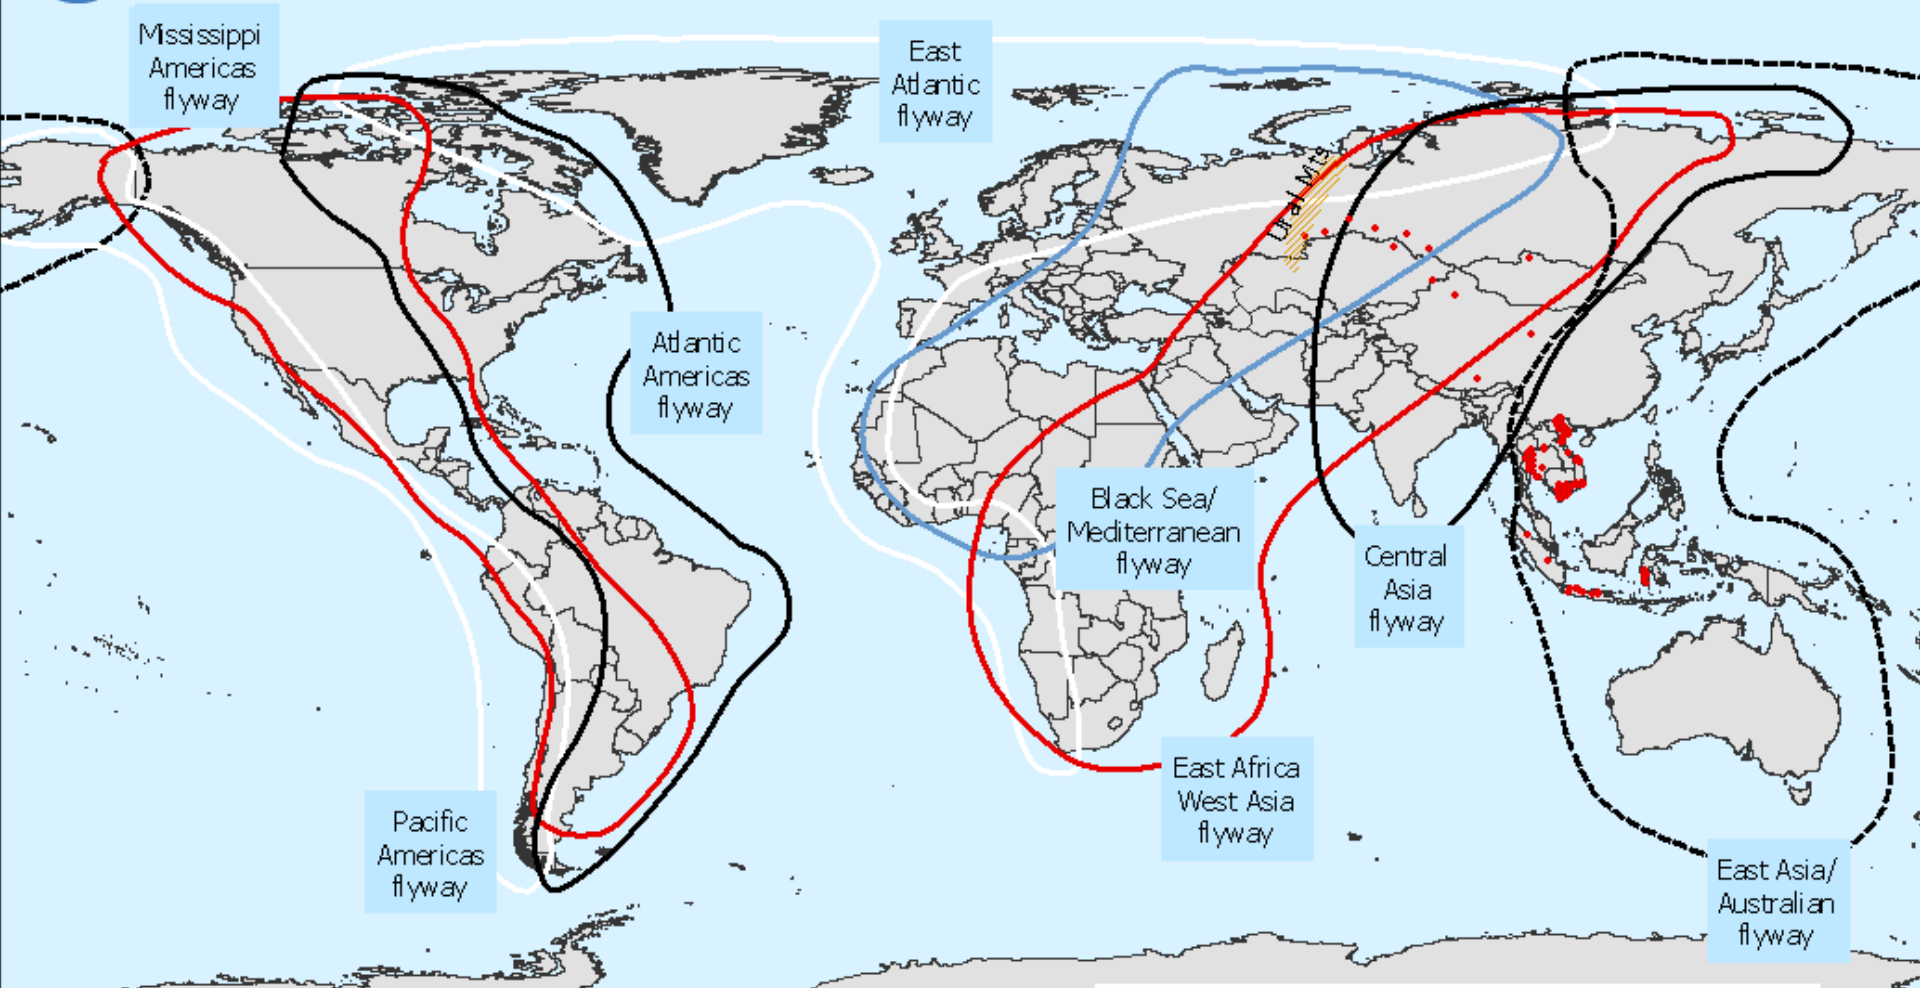 Mississippi
Americas
flyway
East
Atlantic
flyway
Ural Mts
Atlantic
Americas
flyway
Black Sea/
Mediterranean
flyway
Central
Asia
flyway
East Africa
West Asia
flyway
Pacific
Americas
flyway
East Asia/
Australian
flyway